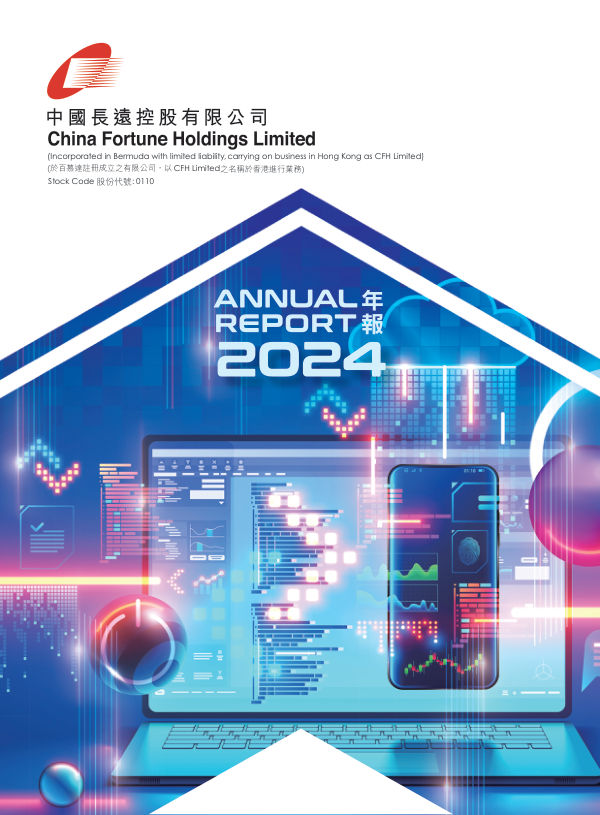 中國長遠控股有限公司
China Fortune Holdings Limited
(Incorporated in Bermuda with limited liability, carrying on business in Hong Kong as CFH Limited)
(於百慕達註冊成立之有限公司，以 CFH Limited之名稱於香港進行業務)
Stock Code 股份代號: 0110
ANNUAL 年
REPORT 報
2024